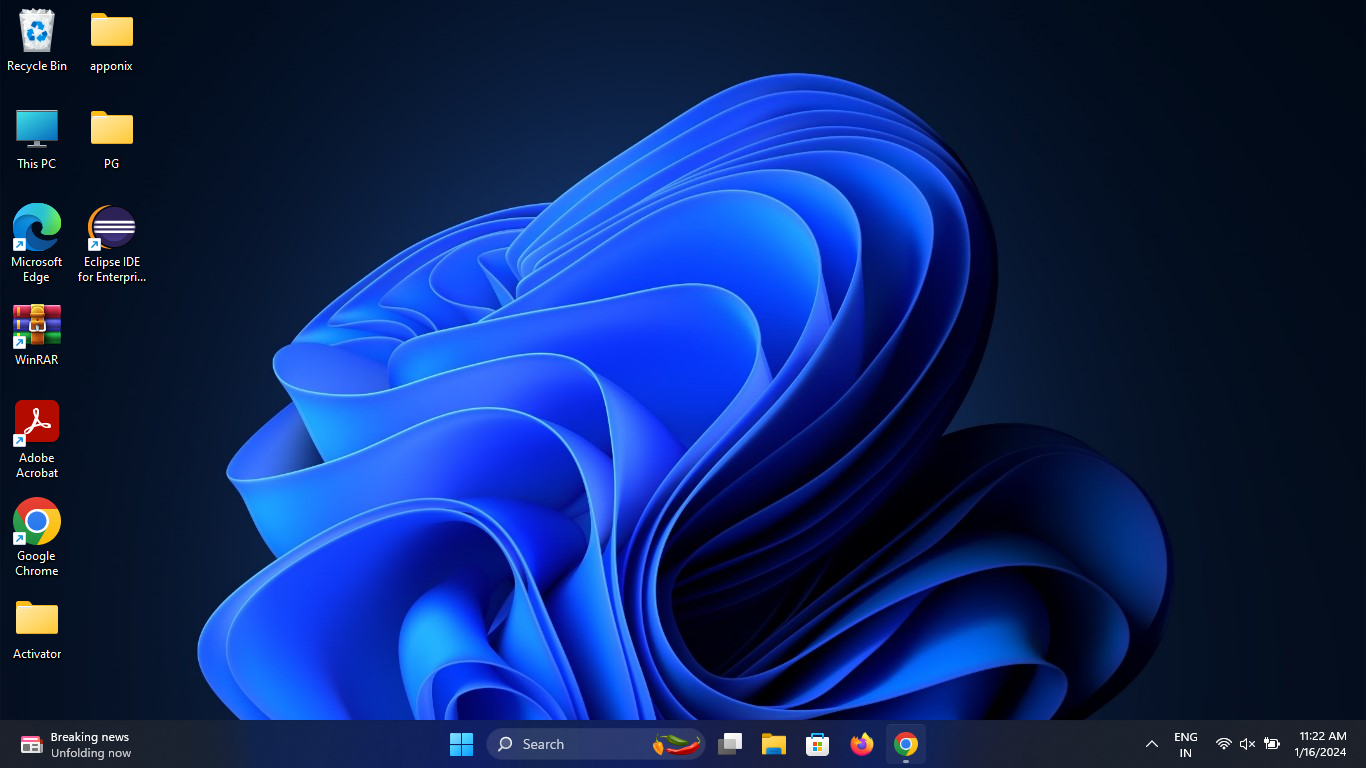 Recycle Bin
apponix
This PC
PG
Microsoft
Edge
Eclipse IDE
for Enterpri...
WinRAR
Adobe
Acrobat
Google
Chrome
Activator
Breaking news
Unfolding now
Search
ENG
IN
11:22 AM
1/16/2024